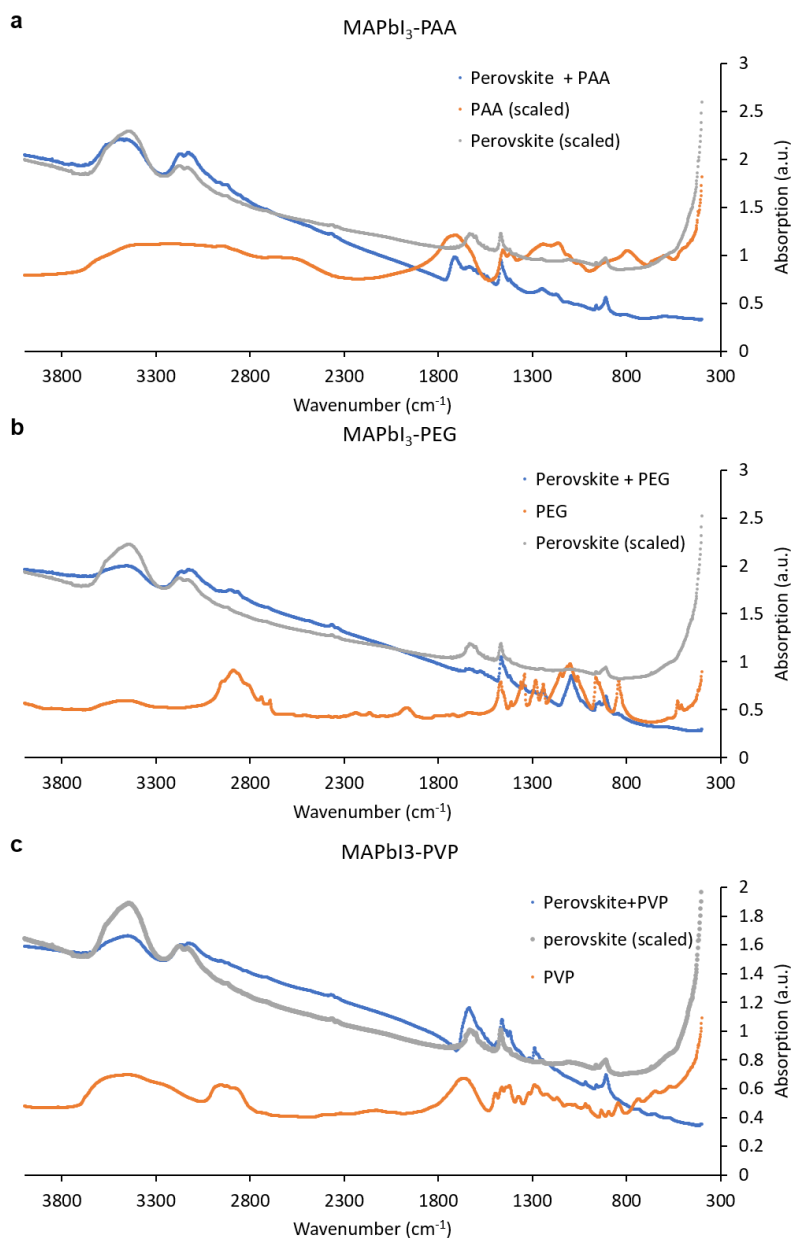 a
MAPbI₃-PAA
Perovskite + PAA
PAA (scaled)
Perovskite (scaled)
3
2.5
2
1.5
1
0.5
0
Absorption (a.u.)
3800 3300 2800 2300 1800 1300 800 300
Wavenumber (cm⁻¹)
b
MAPbI₃-PEG
Perovskite + PEG
PEG
Perovskite (scaled)
3
2.5
2
1.5
1
0.5
0
Absorption (a.u.)
3800 3300 2800 2300 1800 1300 800 300
Wavenumber (cm⁻¹)
c
MAPbI3-PVP
Perovskite+PVP
perovskite (scaled)
PVP
2
1.8
1.6
1.4
1.2
1
0.8
0.6
0.4
0.2
0
Absorption (a.u.)
3800 3300 2800 2300 1800 1300 800 300
Wavenumber (cm⁻¹)